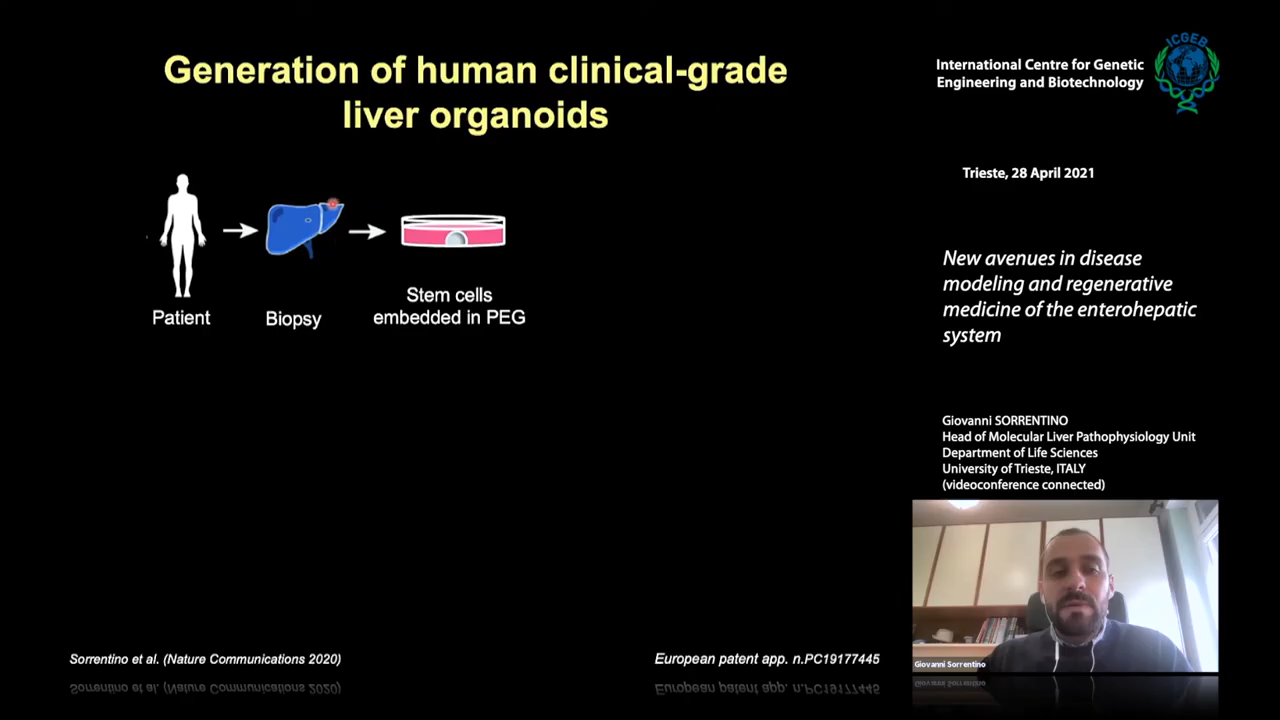 Generation of human clinical-grade
liver organoids
Patient
Biopsy
Stem cells
embedded in PEG
Sorrentino et al. (Nature Communications 2020)
European patent app. n.PC19177445
International Centre for Genetic
Engineering and Biotechnology
ICGEB
Trieste, 28 April 2021
New avenues in disease
modeling and regenerative
medicine of the enterohepatic
system
Giovanni SORRENTINO
Head of Molecular Liver Pathophysiology Unit
Department of Life Sciences
University of Trieste, ITALY
(videoconference connected)
Giovanni Sorrentino